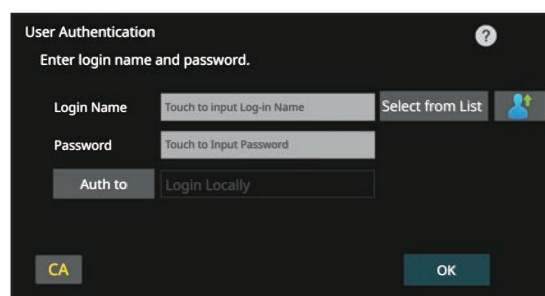 User Authentication
?
Enter login name and password.
Login Name Touch to input Log-in Name Select from List
Password Touch to Input Password
Auth to Login Locally
CA OK